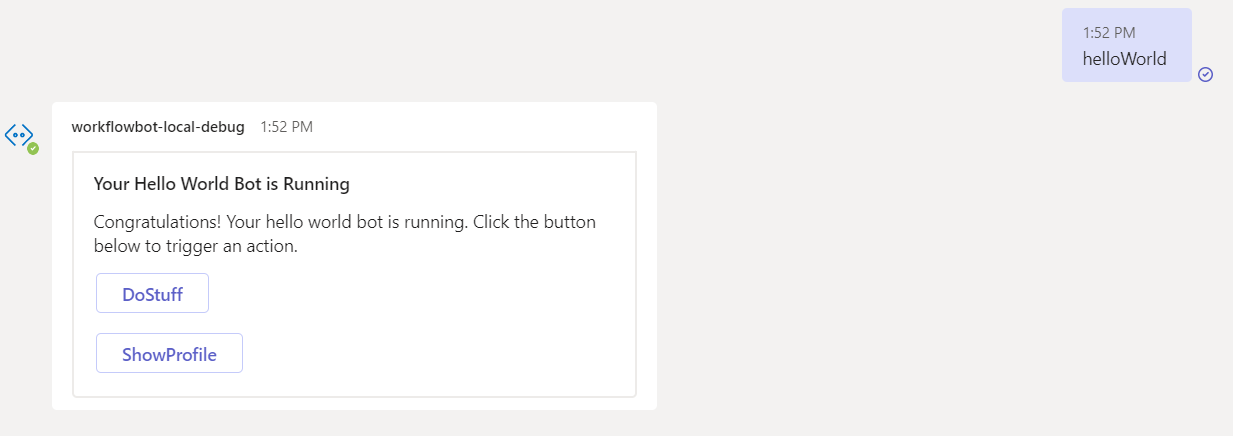 1:52 PM
helloWorld
workflowbot-local-debug 1:52 PM
Your Hello World Bot is Running
Congratulations! Your hello world bot is running. Click the button
below to trigger an action.
DoStuff
ShowProfile